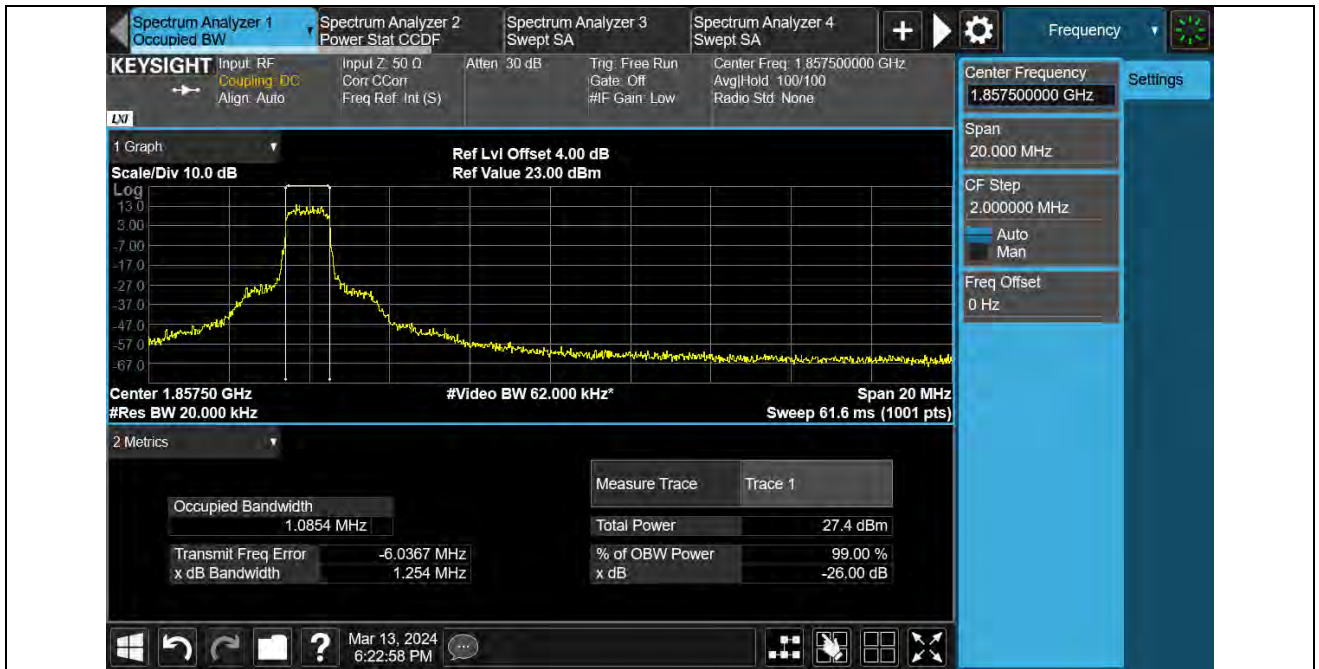 Spectrum Analyzer 1
Occupied BW
Spectrum Analyzer 2
Power Stat CCDF
Spectrum Analyzer 3
Swept SA
Spectrum Analyzer 4
Swept SA
+
Frequency
KEYSIGHT
LXI
Input: RF
Coupling: DC
Align: Auto
Input Z: 50 Ω
Corr CCorr
Freq Ref: Int (S)
Atten: 30 dB
Trig: Free Run
Gate: Off
#IF Gain: Low
Center Freq: 1.857500000 GHz
Avg|Hold: 100/100
Radio Std: None
Center Frequency
1.857500000 GHz
Settings
Span
20.000 MHz
CF Step
2.000000 MHz
Auto
Man
Freq Offset
0 Hz
1 Graph
Scale/Div 10.0 dB
Ref Lvl Offset 4.00 dB
Ref Value 23.00 dBm
Log
13.0
3.00
-7.00
-17.0
-27.0
-37.0
-47.0
-57.0
-67.0
Center 1.85750 GHz
#Res BW 20.000 kHz
#Video BW 62.000 kHz*
Span 20 MHz
Sweep 61.6 ms (1001 pts)
2 Metrics
Measure Trace
Trace 1
Occupied Bandwidth
1.0854 MHz
Total Power
27.4 dBm
Transmit Freq Error
-6.0367 MHz
% of OBW Power
99.00 %
x dB Bandwidth
1.254 MHz
x dB
-26.00 dB
?
Mar 13, 2024
6:22:58 PM